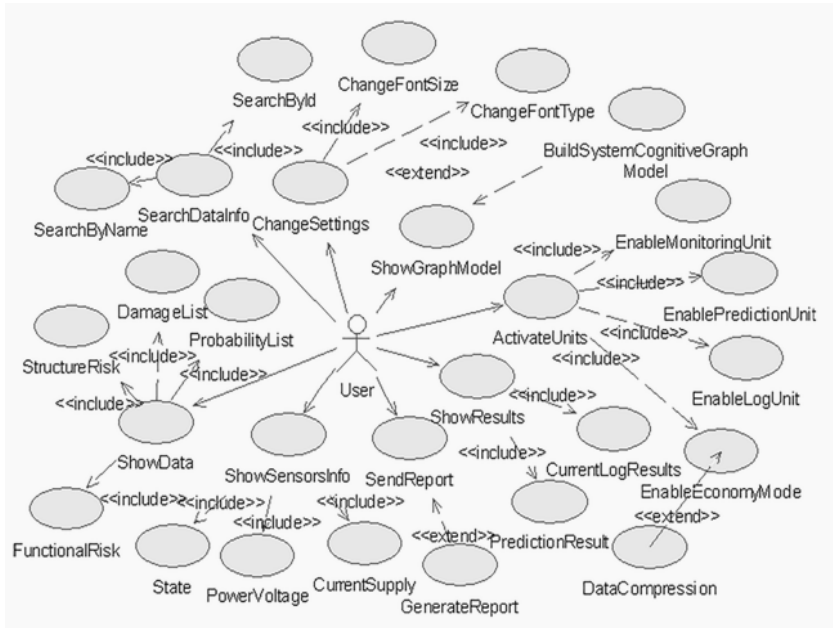 SearchById
ChangeFontSize
ChangeFontType
<<include>>
<<include>>
<<include>>
<<include>>
<<extend>>
BuildSystemCognitiveGraph
Model
SearchByName
SearchDataInfo
ChangeSettings
ShowGraphModel
<<include>>
EnableMonitoringUnit
<<include>>
EnablePredictionUnit
DamageList
ProbabilityList
ActivateUnits
<<include>>
StructureRisk
<<include>>
<<include>>
<<include>>
<<include>>
User
ShowResults
<<include>>
EnableLogUnit
ShowData
ShowSensorsInfo
SendReport
<<include>>
CurrentLogResults
EnableEconomyMode
<<include>>
<<include>>
<<include>>
<<extend>>
<<extend>>
FunctionalRisk
State
PowerVoltage
CurrentSupply
GenerateReport
PredictionResult
DataCompression